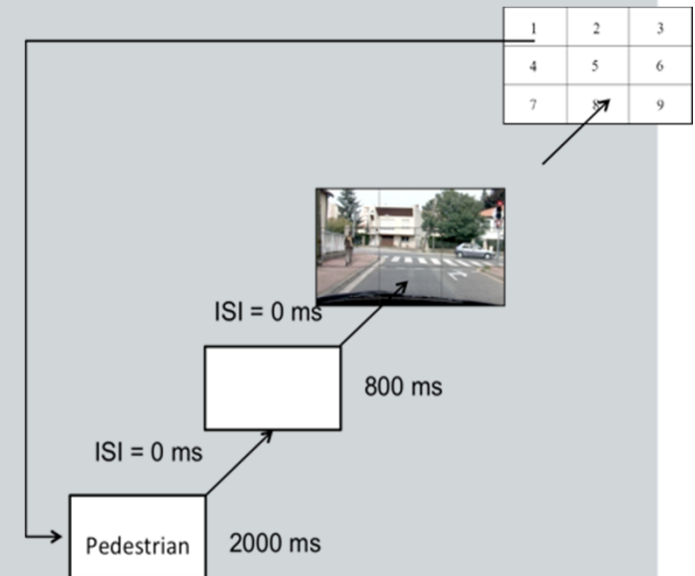 1 2 3
4 5 6
7 8 9
ISI = 0 ms
800 ms
ISI = 0 ms
Pedestrian
2000 ms